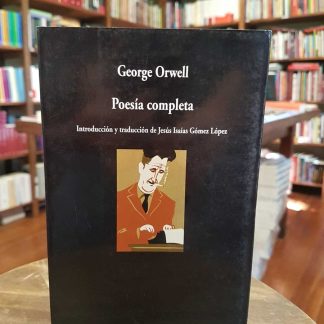 George Orwell
Poesía completa
Introducción y traducción de Jesús Isaías Gómez López